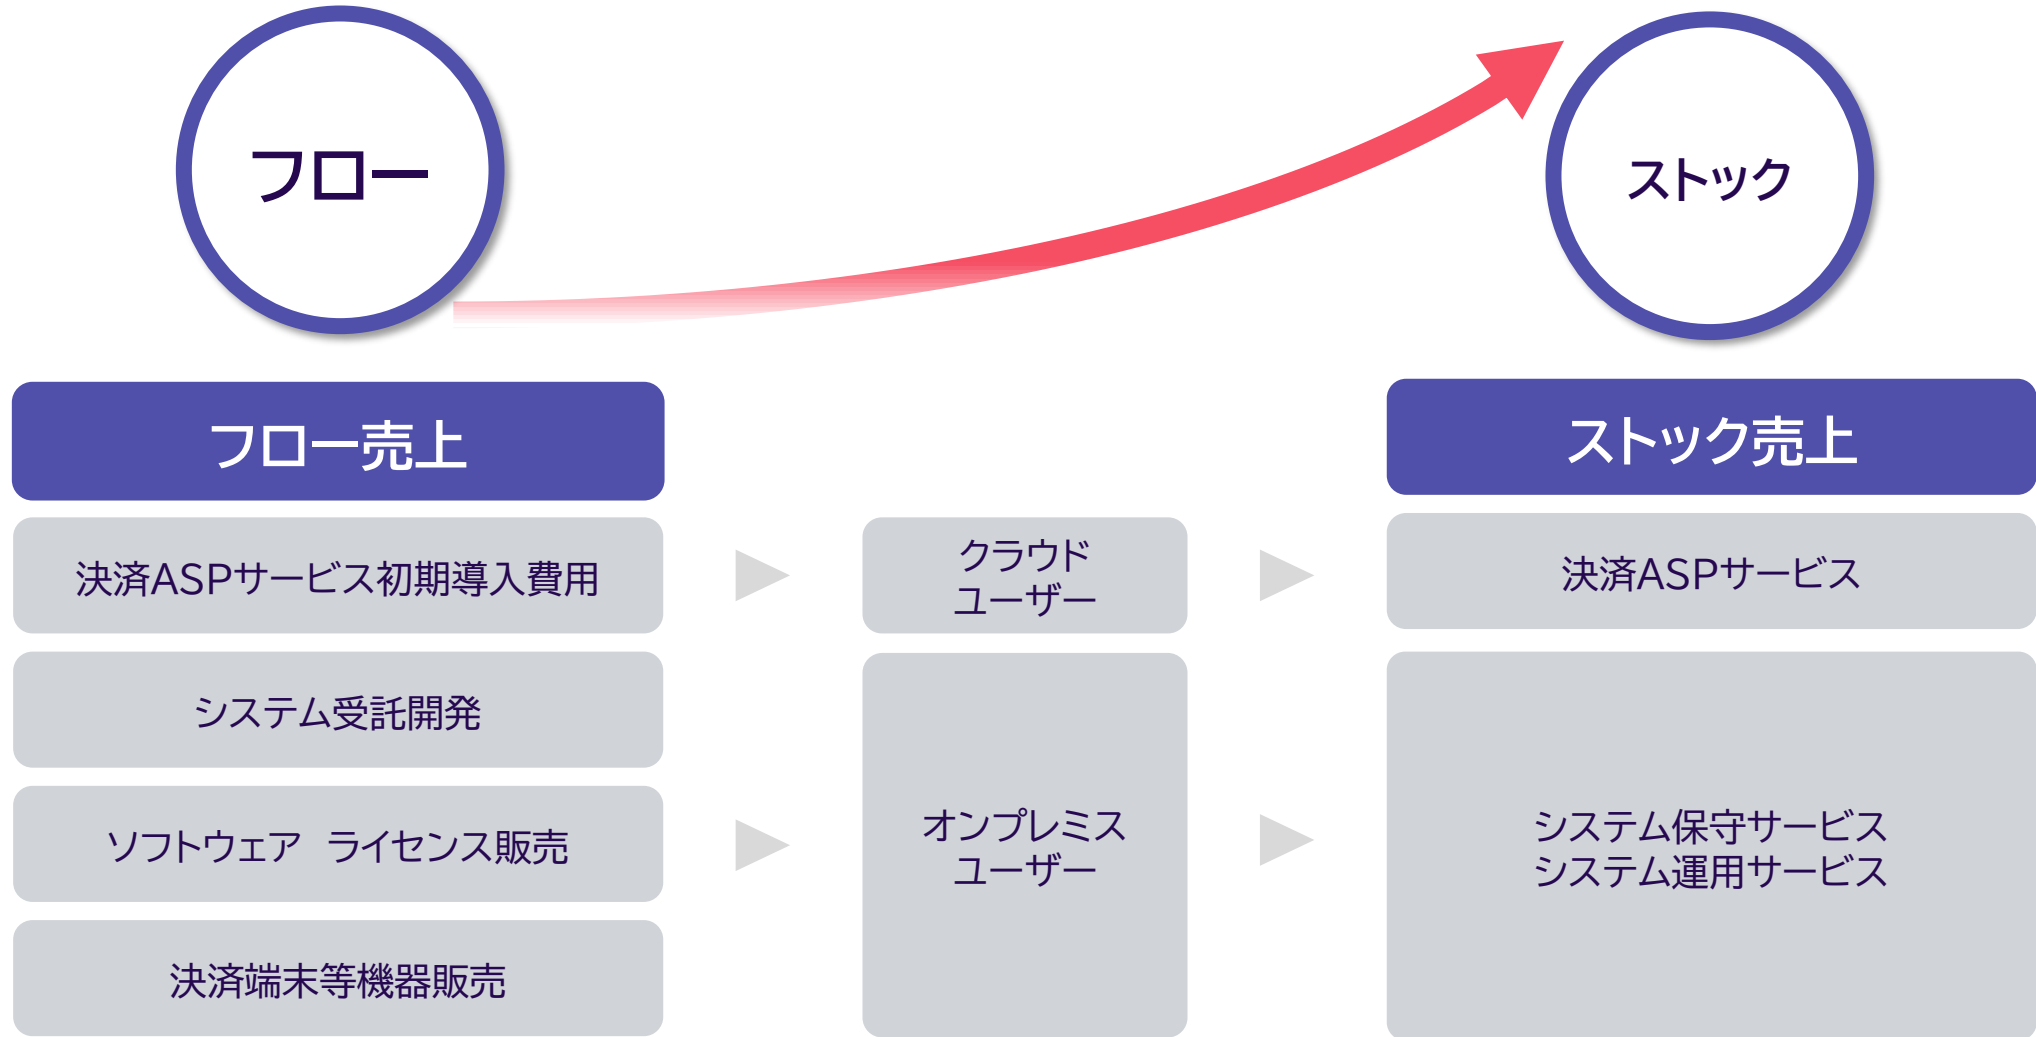 フロー
ストック
フロー売上
ストック売上
決済ASPサービス初期導入費用
クラウド
ユーザー
決済ASPサービス
システム受託開発
ソフトウェア　ライセンス販売
決済端末等機器販売
オンプレミス
ユーザー
システム保守サービス
システム運用サービス